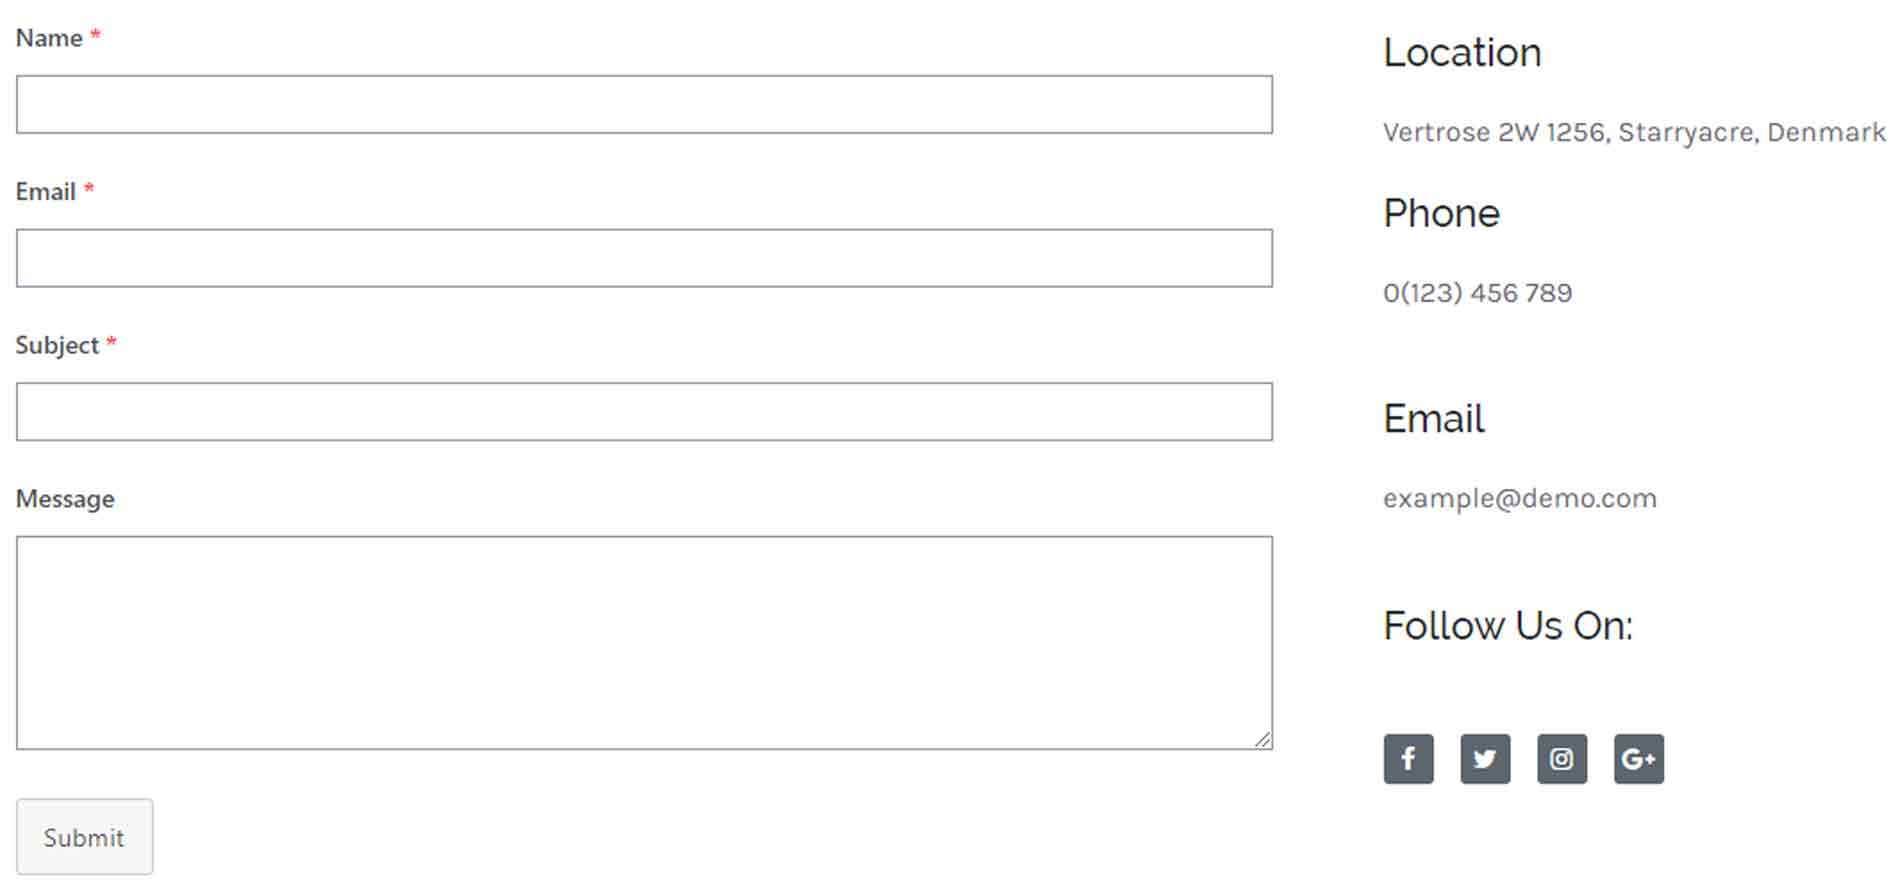 Name *
Email *
Subject *
Message
Submit
Location
Vertrose 2W 1256, Starryacre, Denmark
Phone
0(123) 456 789
Email
example@demo.com
Follow Us On:
f
G+